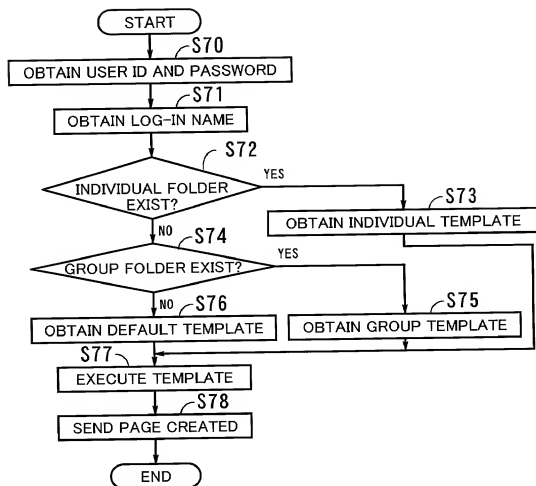 START
S70
OBTAIN USER ID AND PASSWORD
S71
OBTAIN LOG-IN NAME
S72
INDIVIDUAL FOLDER
EXIST?
YES
S73
OBTAIN INDIVIDUAL TEMPLATE
NO
S74
GROUP FOLDER EXIST?
YES
S75
OBTAIN GROUP TEMPLATE
NO
S76
OBTAIN DEFAULT TEMPLATE
S77
EXECUTE TEMPLATE
S78
SEND PAGE CREATED
END